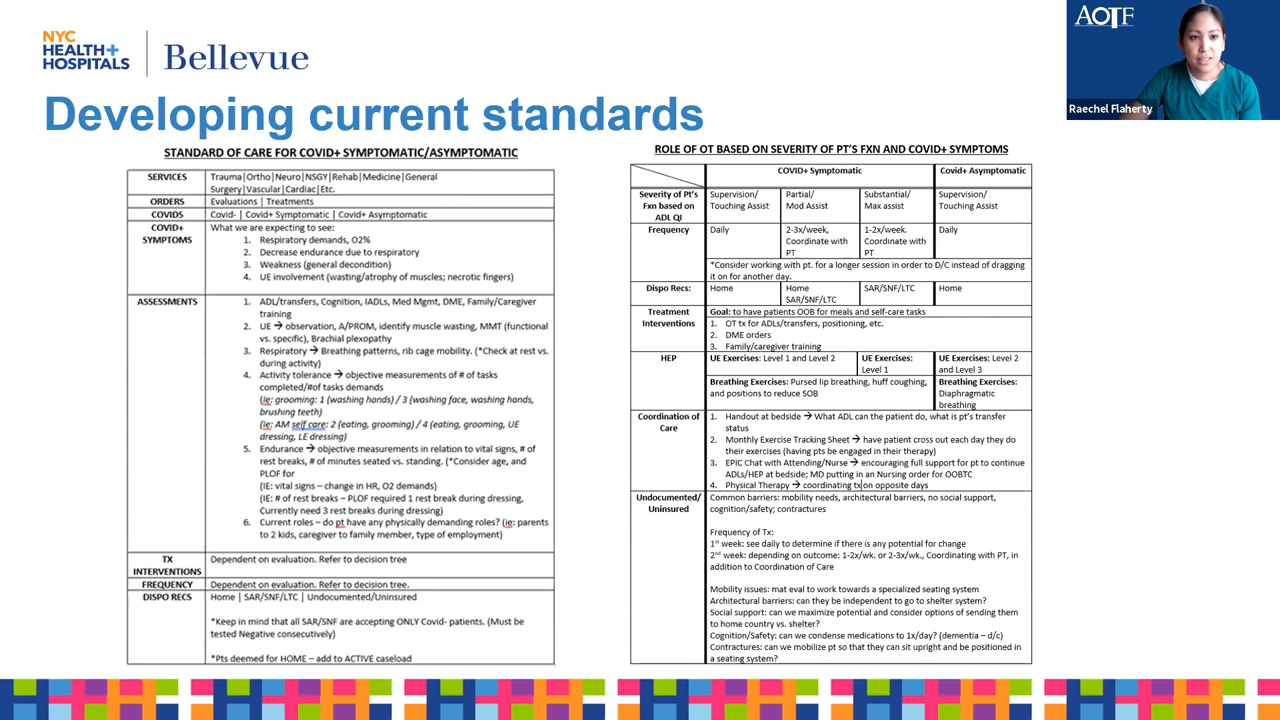 NYC
HEALTH+
HOSPITALS
Bellevue
AOTF
Raechel Flaherty
Developing current standards
STANDARD OF CARE FOR COVID+ SYMPTOMATIC/ASYMPTOMATIC
SERVICES
Trauma|Ortho|Neuro|NSGY|Rehab|Medicine|General
Surgery|Vascular|Cardiac|Etc.
ORDERS
Evaluations | Treatments
COVIDS
Covid- | Covid+ Symptomatic | Covid+ Asymptomatic
COVID+
SYMPTOMS
What we are expecting to see:
1. Respiratory demands, O2%
2. Decrease endurance due to respiratory
3. Weakness (general decondition)
4. UE involvement (wasting/atrophy of muscles; necrotic fingers)
ASSESSMENTS
1. ADL/transfers, Cognition, IADLs, Med Mgmt, DME, Family/Caregiver
training
2. UE → observation, A/PROM, identify muscle wasting, MMT (functional
vs. specific), Brachial plexopathy
3. Respiratory → Breathing patterns, rib cage mobility. (*Check at rest vs.
during activity)
4. Activity tolerance → objective measurements of # of tasks
completed/#of tasks demands
(Ie: grooming: 1 (washing hands) / 3 (washing face, washing hands,
brushing teeth)
(Ie: AM self care: 2 (eating, grooming) / 4 (eating, grooming, UE
dressing, LE dressing)
5. Endurance → objective measurements in relation to vital signs, # of
rest breaks, # of minutes seated vs. standing. (*Consider age, and
PLOF for
(IE: vital signs – change in HR, O2 demands)
(IE: # of rest breaks – PLOF required 1 rest break during dressing,
Currently need 3 rest breaks during dressing)
6. Current roles – do pt have any physically demanding roles? (ie: parents
to 2 kids, caregiver to family member, type of employment)
TX
INTERVENTIONS
Dependent on evaluation. Refer to decision tree
FREQUENCY
Dependent on evaluation. Refer to decision tree.
DISPO RECS
Home | SAR/SNF/LTC | Undocumented/Uninsured
*Keep in mind that all SAR/SNF are accepting ONLY Covid- patients. (Must be
tested Negative consecutively)
*Pts deemed for HOME – add to ACTIVE caseload
ROLE OF OT BASED ON SEVERITY OF PT'S FXN AND COVID+ SYMPTOMS
COVID+ Symptomatic
Covid+ Asymptomatic
Severity of Pt's
Fxn based on
ADL QI
Supervision/
Touching Assist
Partial/
Mod Assist
Substantial/
Max assist
Supervision/
Touching Assist
Frequency
Daily
2-3x/week,
Coordinate with
PT
1-2x/week.
Coordinate with
PT
Daily
*Consider working with pt. for a longer session in order to D/C instead of dragging
it on for another day.
Dispo Recs:
Home
Home
SAR/SNF/LTC
SAR/SNF/LTC
Home
Treatment
Interventions
Goal: to have patients OOB for meals and self-care tasks
1. OT tx for ADLs/transfers, positioning, etc.
2. DME orders
3. Family/caregiver training
HEP
UE Exercises: Level 1 and Level 2
UE Exercises:
Level 1
UE Exercises: Level 2
and Level 3
Breathing Exercises: Pursed lip breathing, huff coughing,
and positions to reduce SOB
Breathing Exercises:
Diaphragmatic
breathing
Coordination of
Care
1. Handout at bedside → What ADL can the patient do, what is pt's transfer
status
2. Monthly Exercise Tracking Sheet → have patient cross out each day they do
their exercises (having pts be engaged in their therapy)
3. EPIC Chat with Attending/Nurse → encouraging full support for pt to continue
ADLs/HEP at bedside; MD putting in an Nursing order for OOBTC
4. Physical Therapy → coordinating tx on opposite days
Undocumented/
Uninsured
Common barriers: mobility needs, architectural barriers, no social support,
cognition/safety; contractures
Frequency of Tx:
1st week: see daily to determine if there is any potential for change
2nd week: depending on outcome: 1-2x/wk. or 2-3x/wk., Coordinating with PT, in
addition to Coordination of Care
Mobility issues: mat eval to work towards a specialized seating system
Architectural barriers: can they be independent to go to shelter system?
Social support: can we maximize potential and consider options of sending them
to home country vs. shelter?
Cognition/Safety: can we condense medications to 1x/day? (dementia – d/c)
Contractures: can we mobilize pt so that they can sit upright and be positioned in
a seating system?